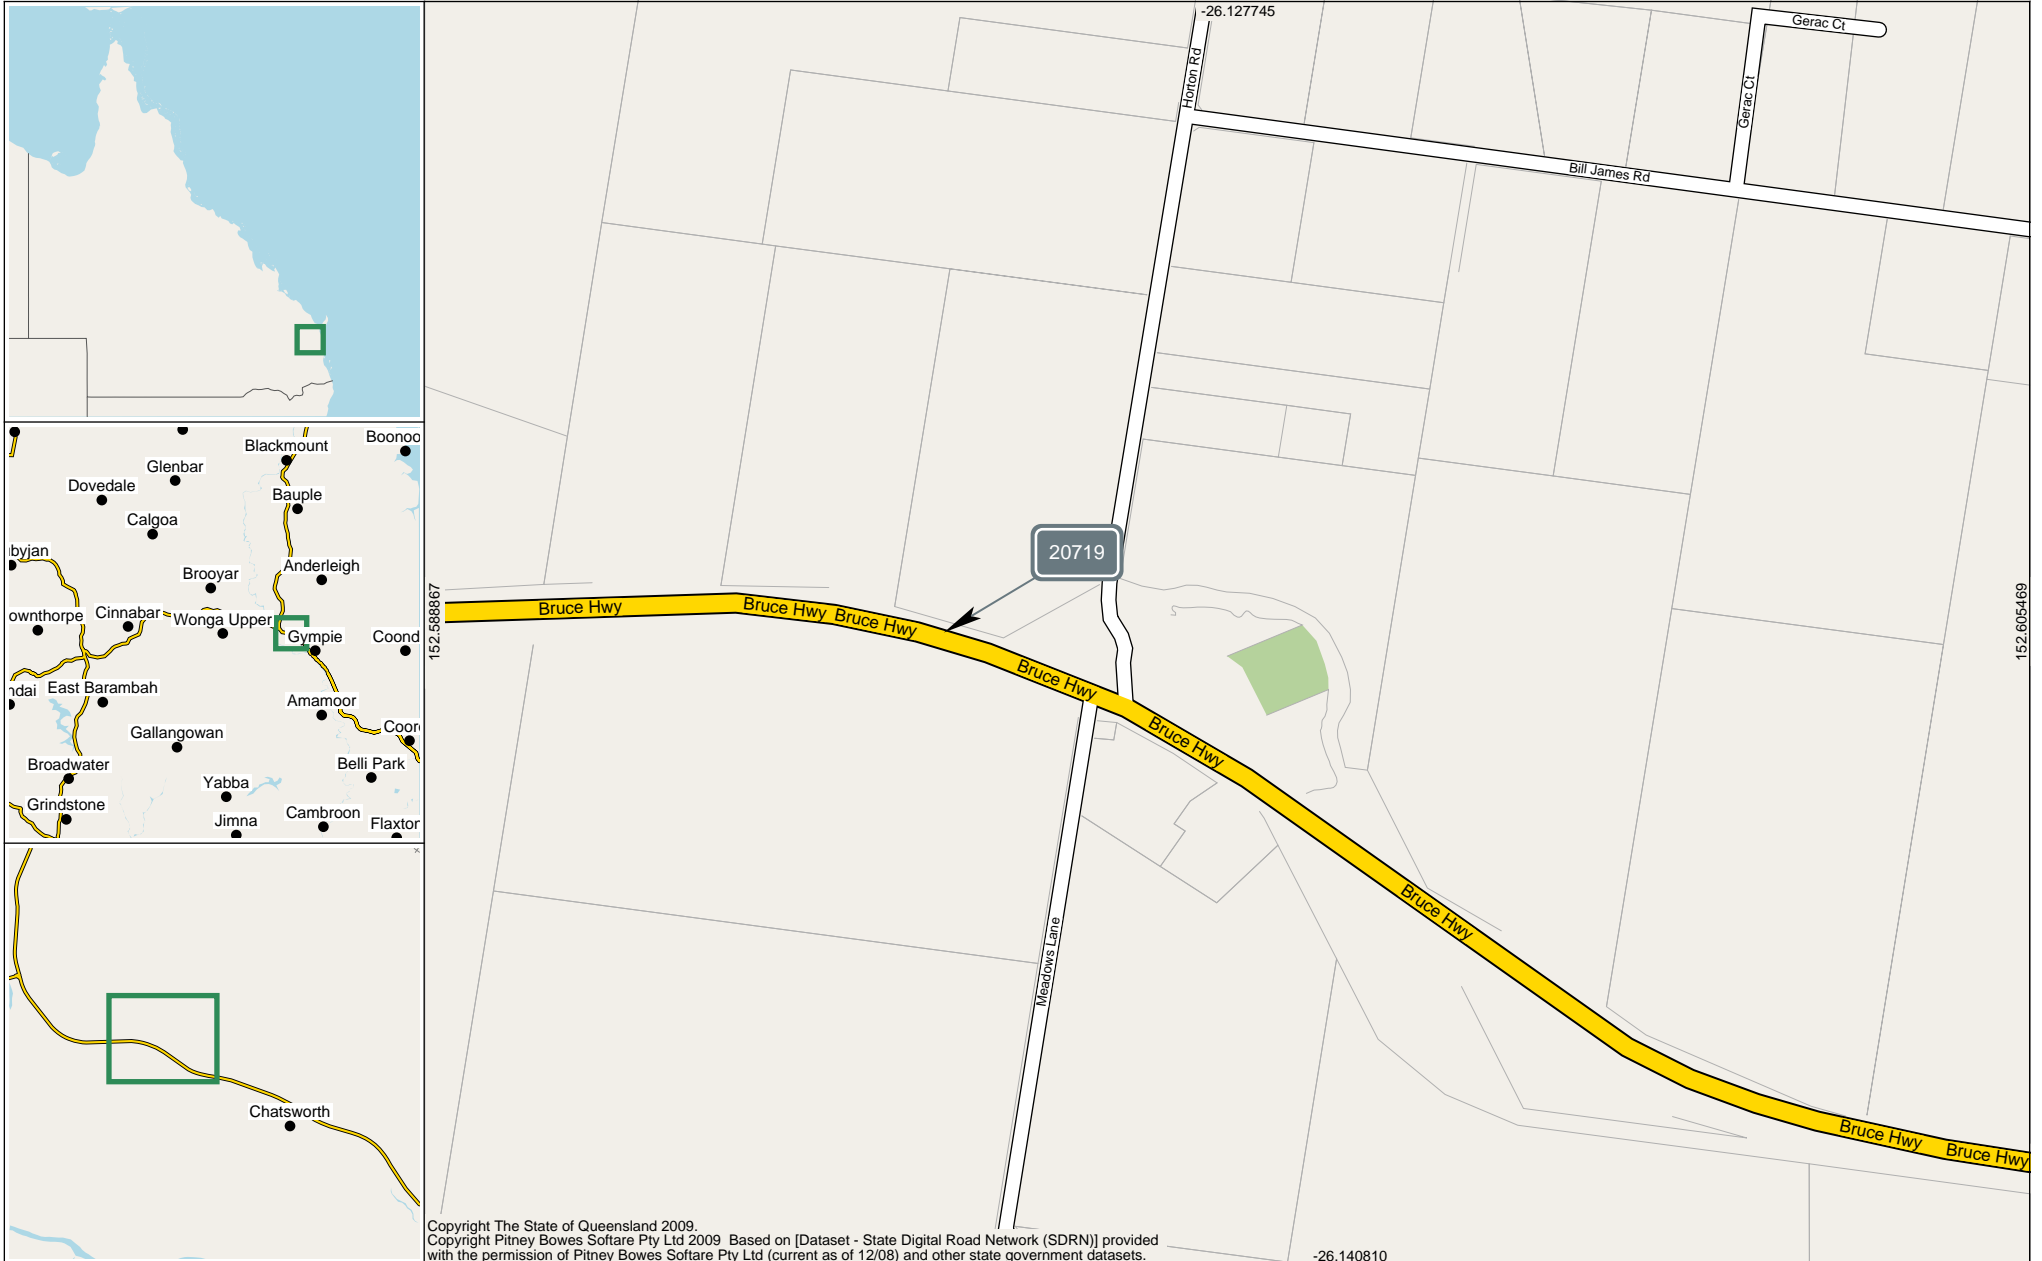 Blackmount
Boonoo
Glenbar
Dovedale
Bauple
Calgoa
byjan
Anderleigh
Brooyar
ownthorpe
Cinnabar
Wonga Upper
Gympie
Coond
ndai
East Barambah
Amamoor
Gallangowan
Coor
Broadwater
Belli Park
Yabba
Grindstone
Jimna
Cambroon
Flaxton
Chatsworth
-26.127745
Gerac Ct
Horton Rd
Gerac Ct
Bill James Rd
20719
152.588867
152.605469
Bruce Hwy
Bruce Hwy
Bruce Hwy
Bruce Hwy
Bruce Hwy
Bruce Hwy
Meadows Lane
Bruce Hwy
Bruce Hwy
Copyright The State of Queensland 2009.
Copyright Pitney Bowes Softare Pty Ltd 2009 Based on [Dataset - State Digital Road Network (SDRN)] provided
with the permission of Pitney Bowes Softare Pty Ltd (current as of 12/08) and other state government datasets.
-26.140810